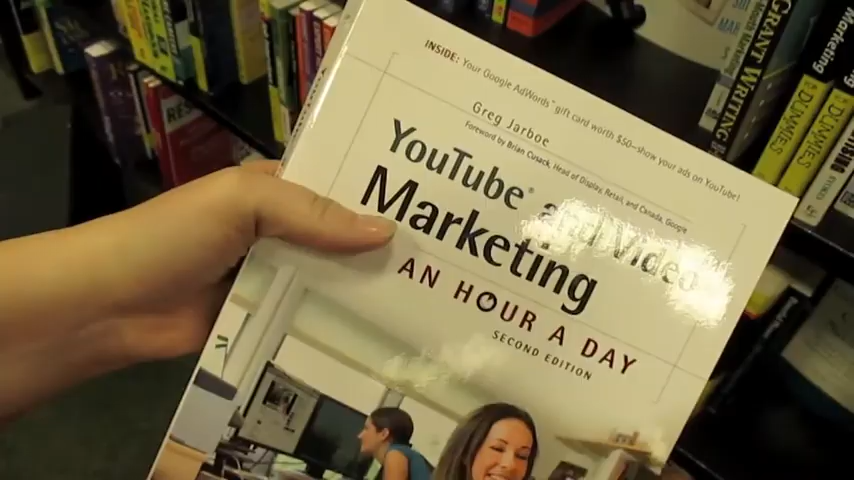 INSIDE: Your Google AdWords™ gift card worth $50—show your ads on YouTube!
Greg Jarboe
Foreword by Brian Cusack, Head of Display, Retail, and Canada, Google
YouTube® and Video
Marketing
AN HOUR A DAY
SECOND EDITION
GRANT WRITING
DUMMIES
DUMMIES
Marketing